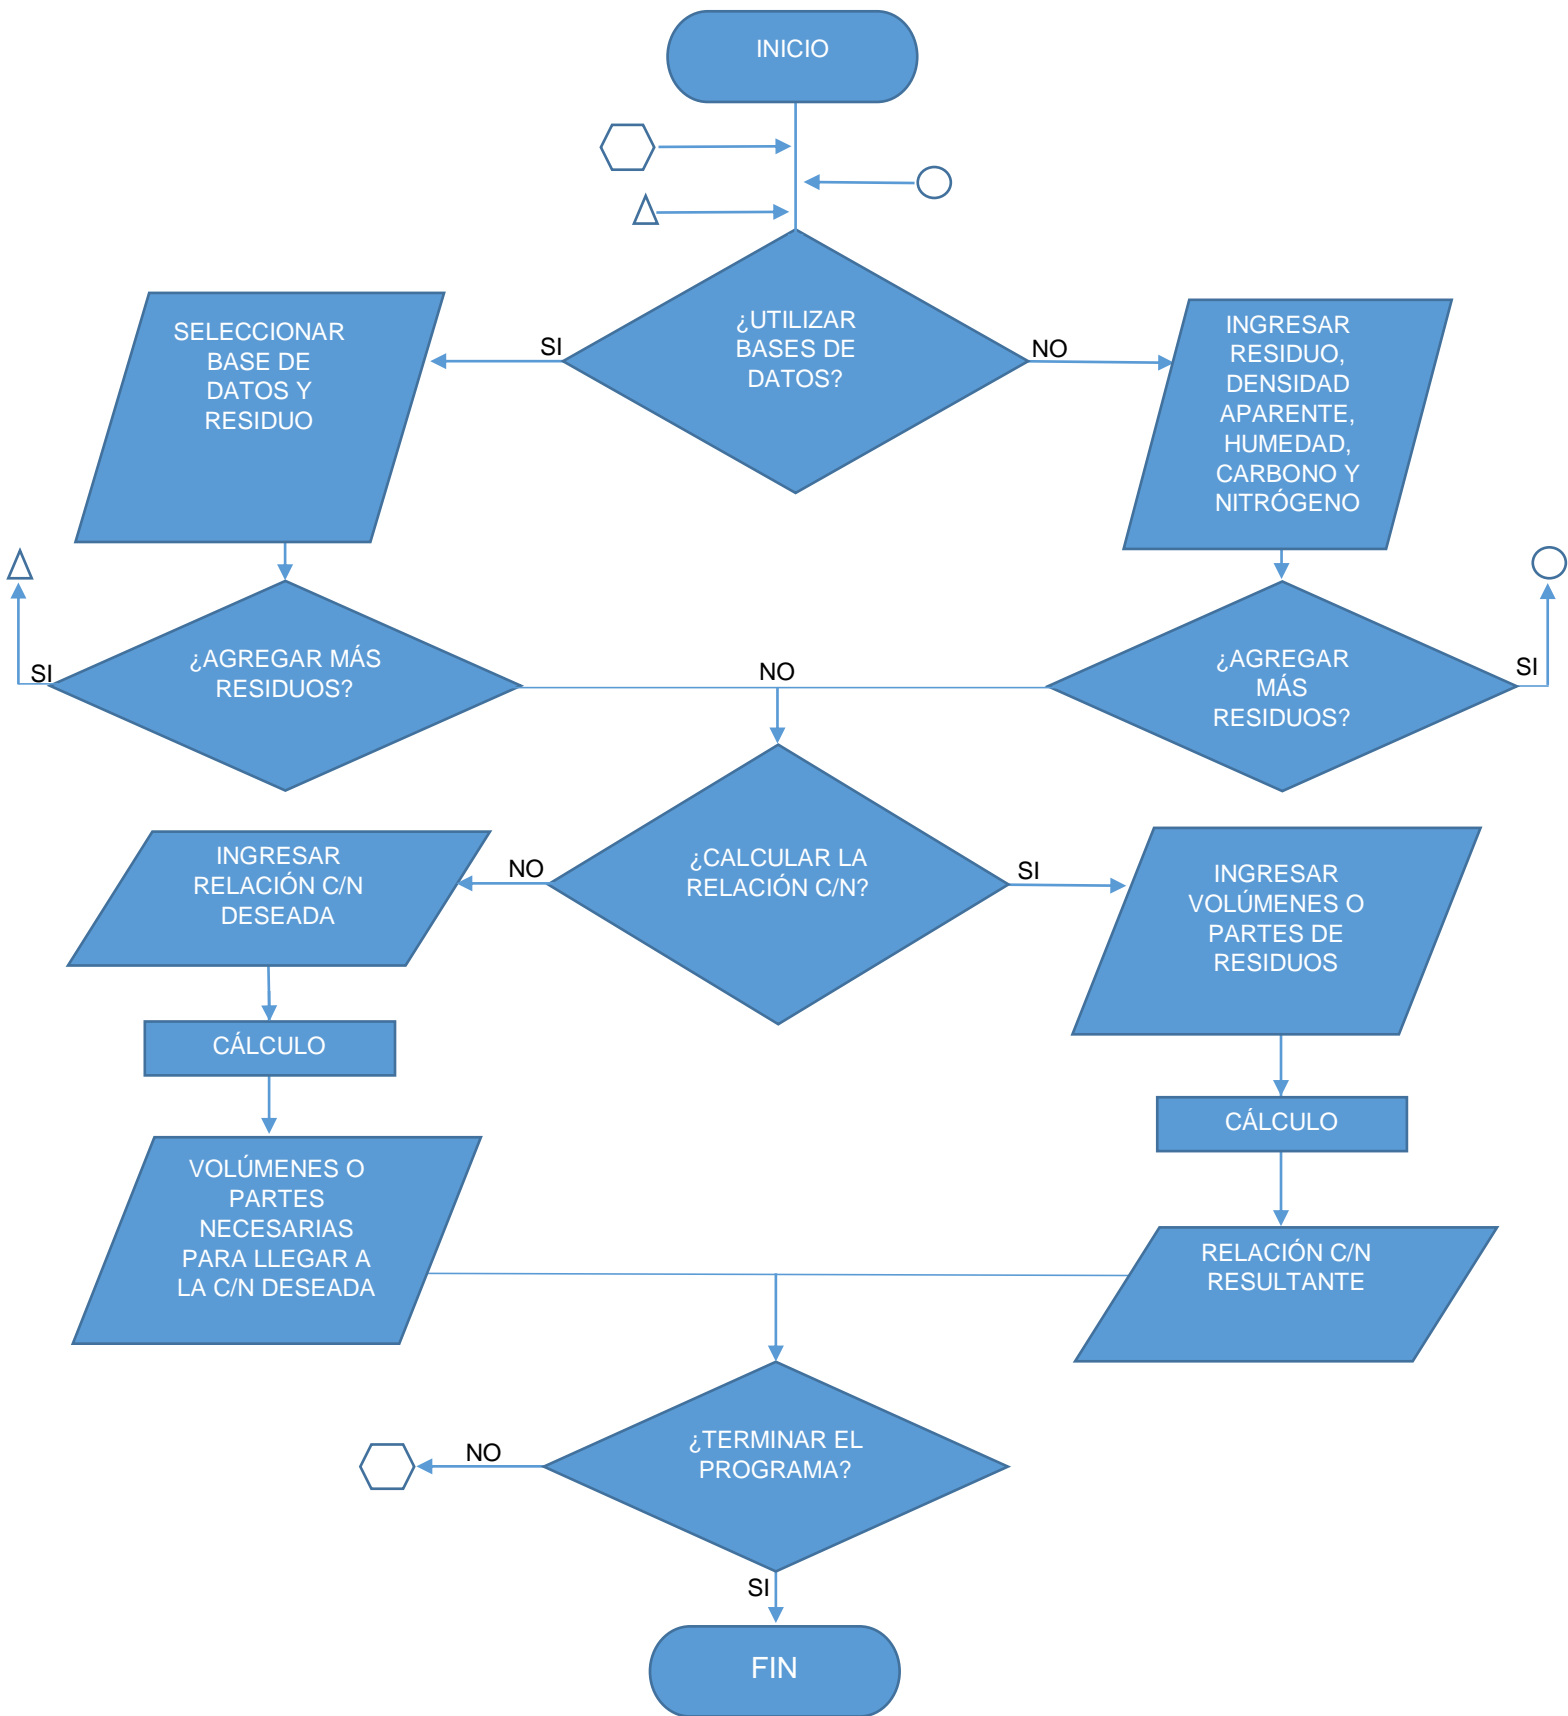 INICIO
¿UTILIZAR
BASES DE
DATOS?
SI
NO
SELECCIONAR
BASE DE
DATOS Y
RESIDUO
INGRESAR
RESIDUO,
DENSIDAD
APARENTE,
HUMEDAD,
CARBONO Y
NITRÓGENO
¿AGREGAR MÁS
RESIDUOS?
SI
NO
¿AGREGAR
MÁS
RESIDUOS?
SI
¿CALCULAR LA
RELACIÓN C/N?
NO
SI
INGRESAR
RELACIÓN C/N
DESEADA
INGRESAR
VOLÚMENES O
PARTES DE
RESIDUOS
CÁLCULO
CÁLCULO
VOLÚMENES O
PARTES
NECESARIAS
PARA LLEGAR A
LA C/N DESEADA
RELACIÓN C/N
RESULTANTE
¿TERMINAR EL
PROGRAMA?
NO
SI
FIN